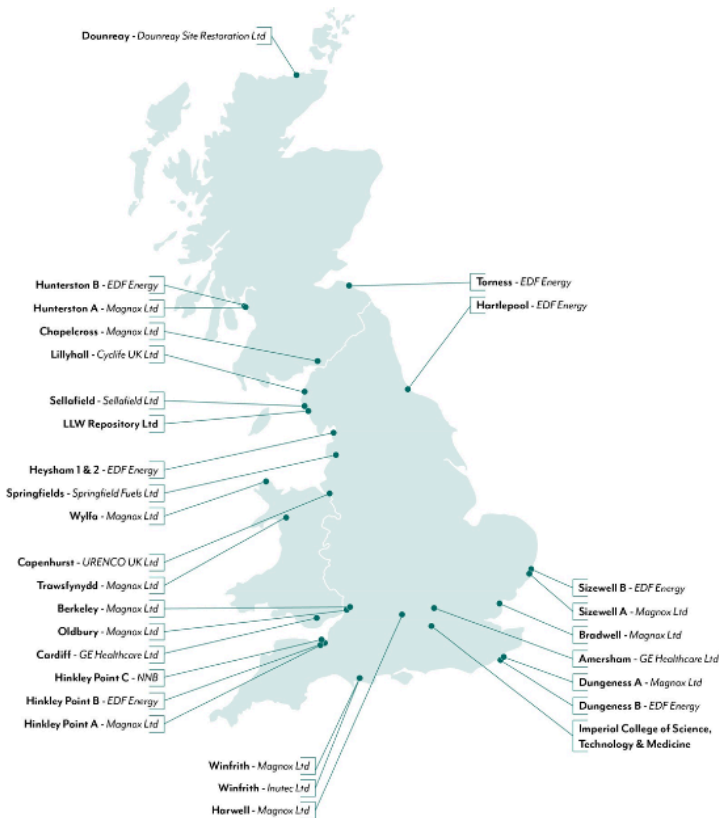 Dounreay - Dounreay Site Restoration Ltd
Hunterston B - EDF Energy
Hunterston A - Magnox Ltd
Chapelcross - Magnox Ltd
Lillyhall - Cyclife UK Ltd
Sellafield - Sellafield Ltd
LLW Repository Ltd
Heysham 1 & 2 - EDF Energy
Springfields - Springfield Fuels Ltd
Wylfa - Magnox Ltd
Capenhurst - URENCO UK Ltd
Trawsfynydd - Magnox Ltd
Berkeley - Magnox Ltd
Oldbury - Magnox Ltd
Cardiff - GE Healthcare Ltd
Hinkley Point C - NNB
Hinkley Point B - EDF Energy
Hinkley Point A - Magnox Ltd
Winfrith - Magnox Ltd
Winfrith - Inutec Ltd
Harwell - Magnox Ltd
Torness - EDF Energy
Hartlepool - EDF Energy
Sizewell B - EDF Energy
Sizewell A - Magnox Ltd
Bradwell - Magnox Ltd
Amersham - GE Healthcare Ltd
Dungeness A - Magnox Ltd
Dungeness B - EDF Energy
Imperial College of Science,
Technology & Medicine